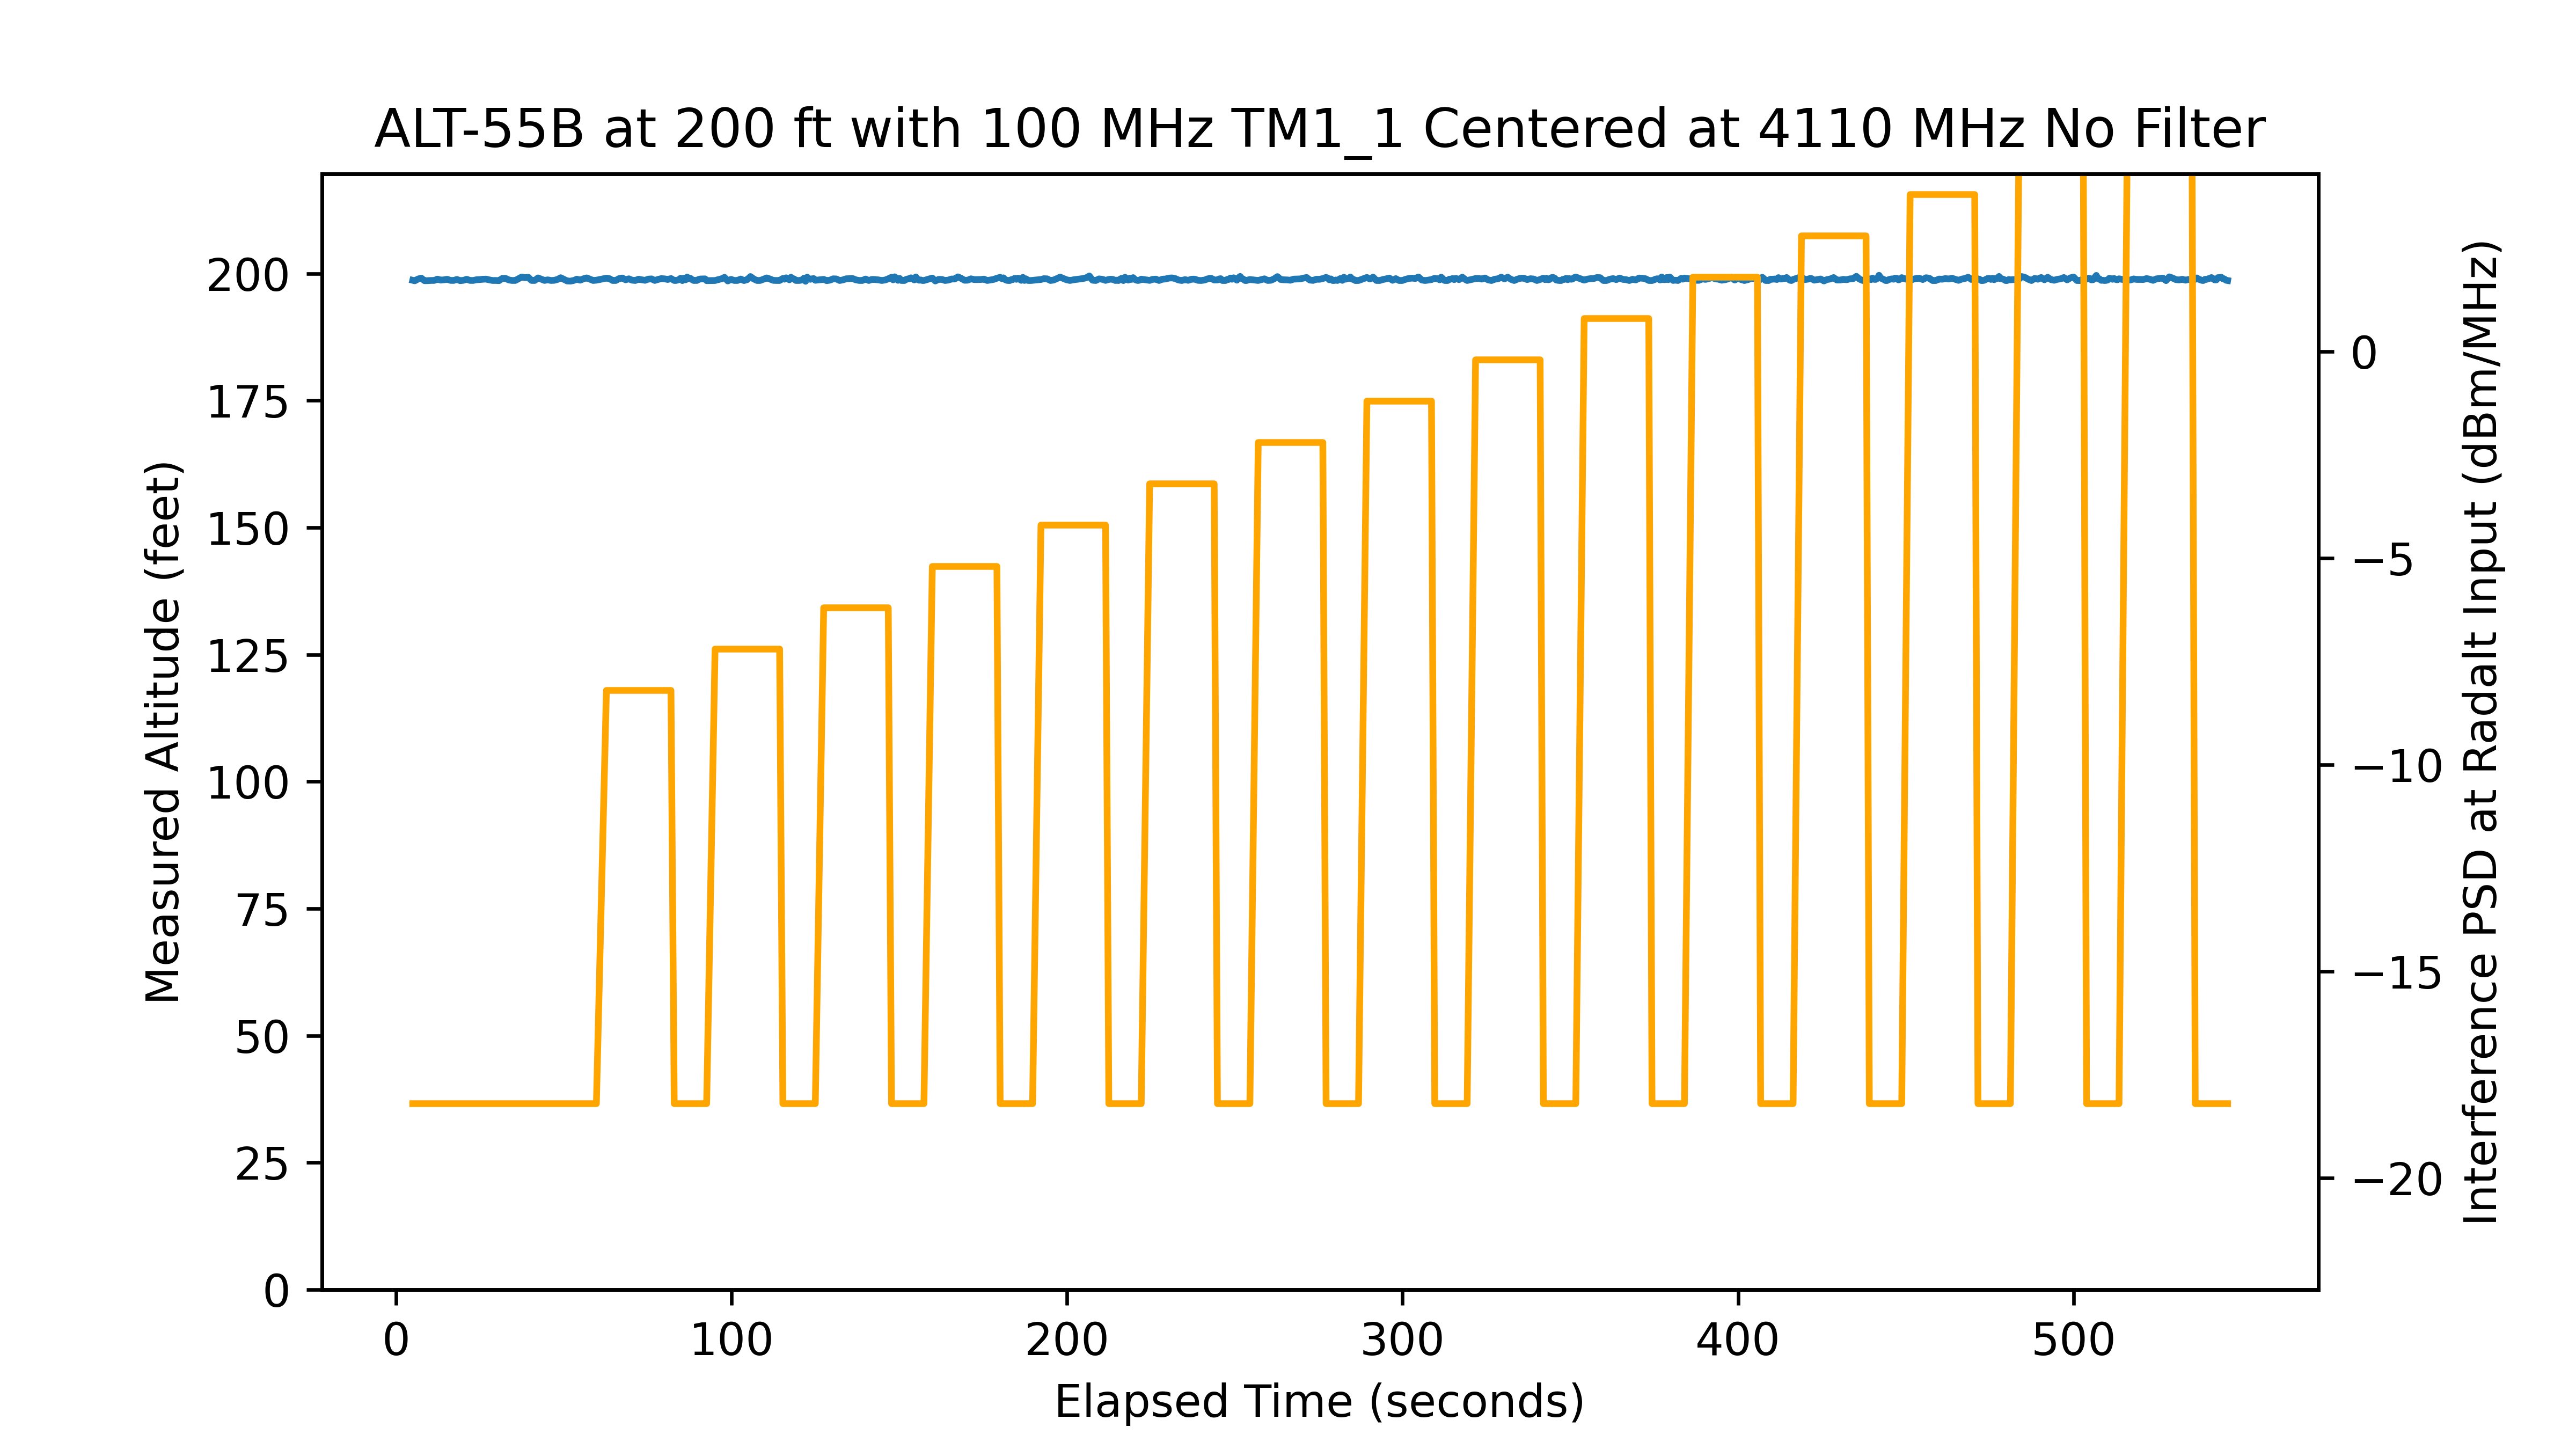 ALT-55B at 200 ft with 100 MHz TM1_1 Centered at 4110 MHz No Filter
Measured Altitude (feet)
200
175
150
125
100
75
50
25
0
0
−5
−10
−15
−20
Interference PSD at Radalt Input (dBm/MHz)
0 100 200 300 400 500
Elapsed Time (seconds)